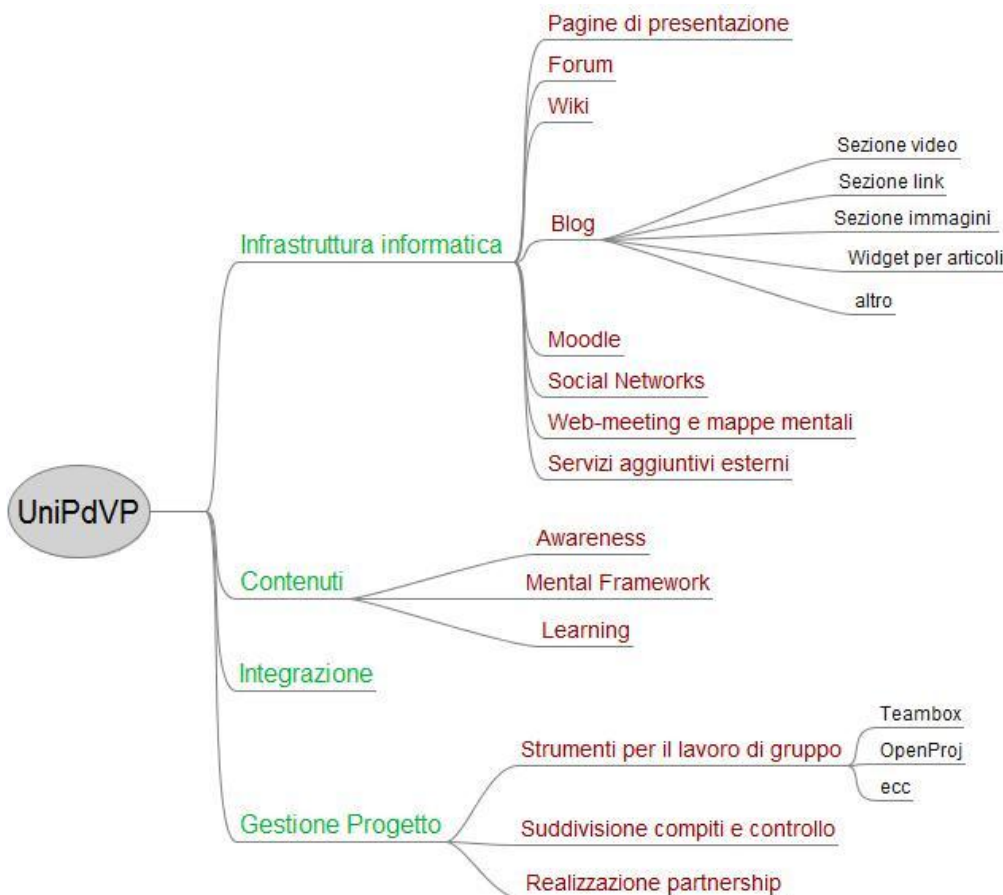 UniPdVP
Infrastruttura informatica
Pagine di presentazione
Forum
Wiki
Blog
Sezione video
Sezione link
Sezione immagini
Widget per articoli
altro
Moodle
Social Networks
Web-meeting e mappe mentali
Servizi aggiuntivi esterni
Contenuti
Awareness
Mental Framework
Learning
Integrazione
Gestione Progetto
Strumenti per il lavoro di gruppo
Teambox
OpenProj
ecc
Suddivisione compiti e controllo
Realizzazione partnership